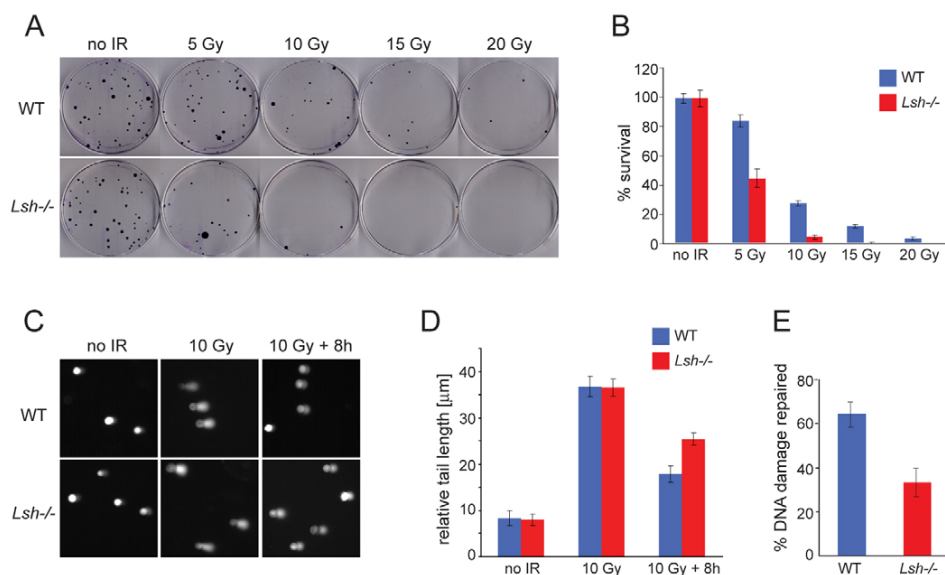 A
no IR 5 Gy 10 Gy 15 Gy 20 Gy
WT
Lsh-/-
B
WT
Lsh-/-
120
100
80
60
40
20
0
% survival
no IR 5 Gy 10 Gy 15 Gy 20 Gy
C
no IR 10 Gy 10 Gy + 8h
WT
Lsh-/-
D
WT
Lsh-/-
40
30
20
10
0
relative tail length [µm]
no IR 10 Gy 10 Gy + 8h
E
80
60
40
20
0
% DNA damage repaired
WT Lsh-/-